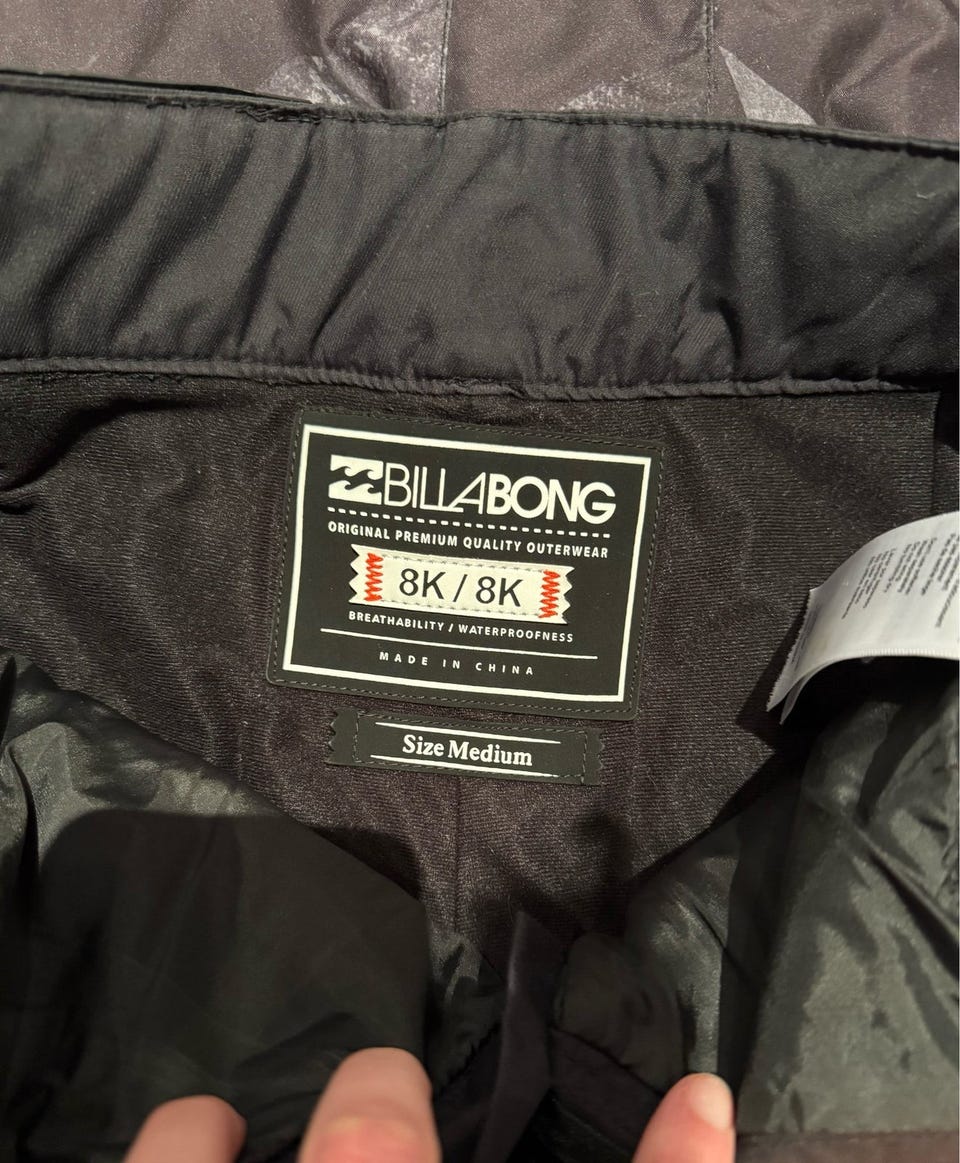 BILLABONG
ORIGINAL PREMIUM QUALITY OUTERWEAR
8K / 8K
BREATHABILITY / WATERPROOFNESS
MADE IN CHINA
Size Medium